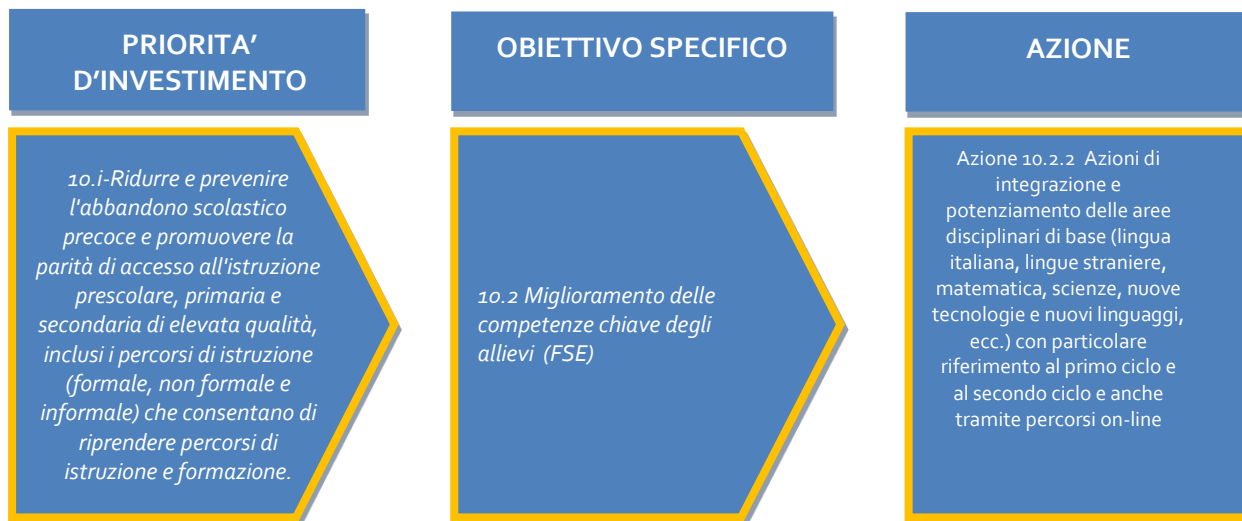 PRIORITA’
D’INVESTIMENTO
10.i-Ridurre e prevenire
l'abbandono scolastico
precoce e promuovere la
parità di accesso all'istruzione
prescolare, primaria e
secondaria di elevata qualità,
inclusi i percorsi di istruzione
(formale, non formale e
informale) che consentano di
riprendere percorsi di
istruzione e formazione.
OBIETTIVO SPECIFICO
10.2 Miglioramento delle
competenze chiave degli
allievi (FSE)
AZIONE
Azione 10.2.2 Azioni di
integrazione e
potenziamento delle aree
disciplinari di base (lingua
italiana, lingue straniere,
matematica, scienze, nuove
tecnologie e nuovi linguaggi,
ecc.) con particolare
riferimento al primo ciclo e
al secondo ciclo e anche
tramite percorsi on-line